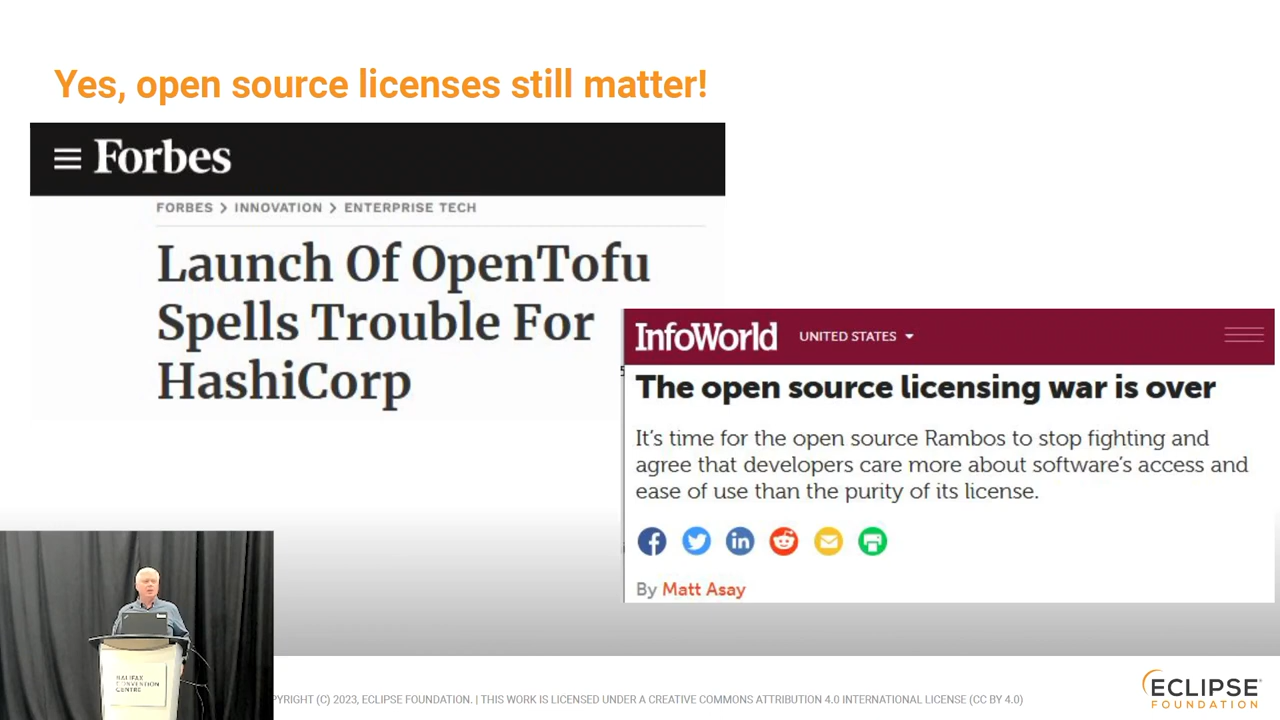 Yes, open source licenses still matter!
Forbes
FORBES > INNOVATION > ENTERPRISE TECH
Launch Of OpenTofu
Spells Trouble For
HashiCorp
InfoWorld
UNITED STATES
The open source licensing war is over
It's time for the open source Rambos to stop fighting and
agree that developers care more about software's access and
ease of use than the purity of its license.
By Matt Asay
HALIFAX
CONVENTION
CENTRE
PYRIGHT (C) 2023, ECLIPSE FOUNDATION. | THIS WORK IS LICENSED UNDER A CREATIVE COMMONS ATTRIBUTION 4.0 INTERNATIONAL LICENSE (CC BY 4.0)
ECLIPSE
FOUNDATION